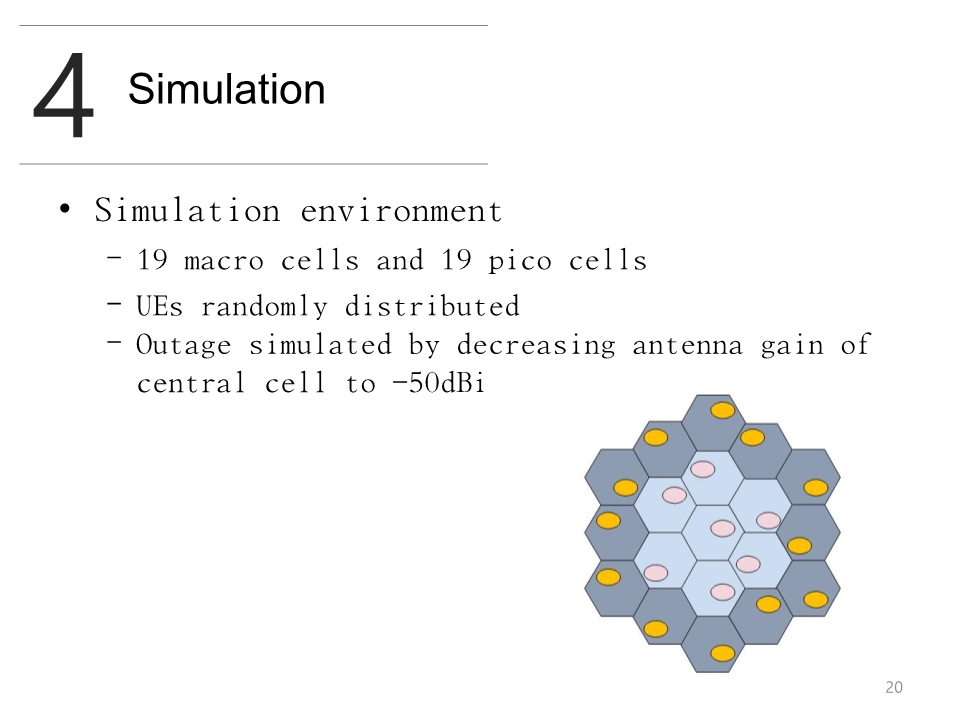 4
Simulation
• Simulation environment
– 19 macro cells and 19 pico cells
– UEs randomly distributed
– Outage simulated by decreasing antenna gain of
central cell to -50dBi
20